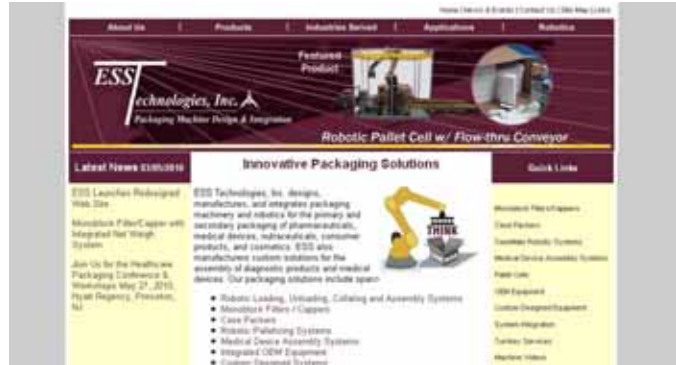 Home | News & Events | Contact Us | Site Map | Links
About Us | Products | Industries Served | Applications | Robotics
ESS Technologies, Inc.
Packaging Machine Design & Integration
Featured
Product
Robotic Pallet Cell w/ Flow-thru Conveyor
Latest News 03/05/2010
ESS Launches Redesigned
Web Site
Monoblock Filler/Capper with
Integrated Net Weigh
System
Join Us for the Healthcare
Packaging Conference &
Workshops May 27, 2010,
Hyatt Regency, Princeton,
NJ
Innovative Packaging Solutions
ESS Technologies, Inc. designs,
manufactures, and integrates packaging
machinery and robotics for the primary and
secondary packaging of pharmaceuticals,
medical devices, nutraceuticals, consumer
products, and cosmetics. ESS also
manufactures custom solutions for the
assembly of diagnostic products and medical
devices. Our packaging solutions include
THINK
Robotic Loading, Unloading, Collating and Assembly Systems
Monoblock Fillers / Cappers
Case Packers
Robotic Palletizing Systems
Medical Device Assembly Systems
Integrated OEM Equipment
Custom Designed Systems
Quick Links
Monoblock Fillers/Cappers
Case Packers
TaskMate Robotic Systems
Medical Device Assembly Systems
Pallet Cells
OEM Equipment
Custom Designed Equipment
System Integration
Turnkey Services
Machine Videos